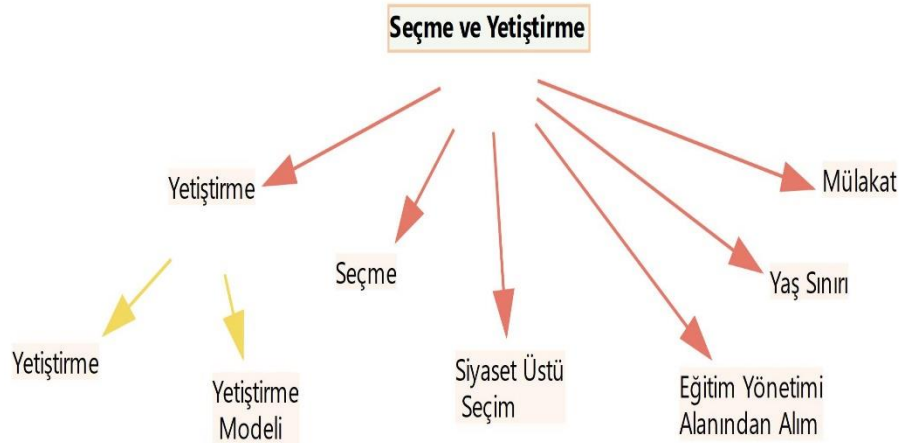 Seçme ve Yetiştirme
Yetiştirme
Seçme
Siyaset Üstü
Seçim
Eğitim Yönetimi
Alanından Alım
Yaş Sınırı
Mülakat
Yetiştirme
Yetiştirme
Modeli